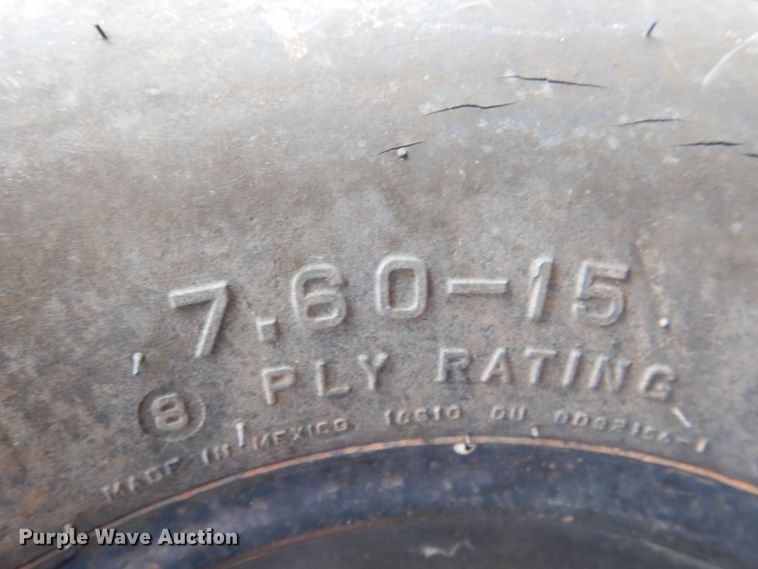 7.60-15
8 PLY RATING
MADE IN MEXICO
Purple Wave Auction